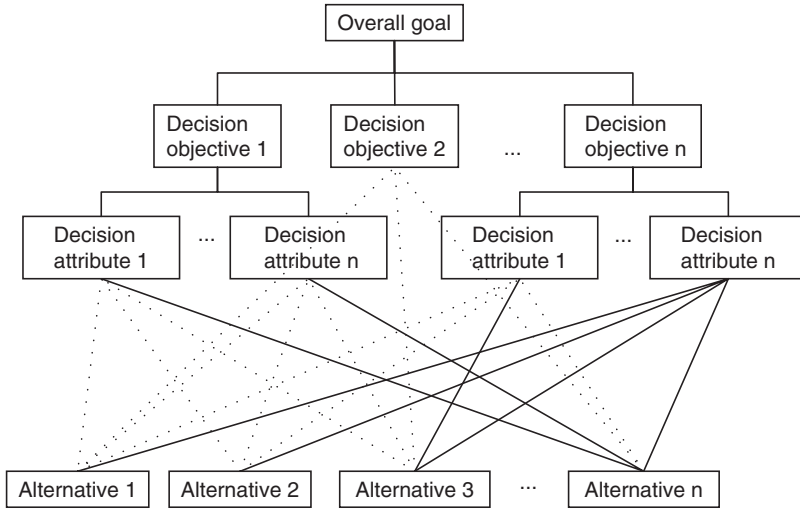 Overall goal
Decision
objective 1
Decision
objective 2
...
Decision
objective n
Decision
attribute 1
...
Decision
attribute n
Decision
attribute 1
...
Decision
attribute n
Alternative 1
Alternative 2
Alternative 3
...
Alternative n